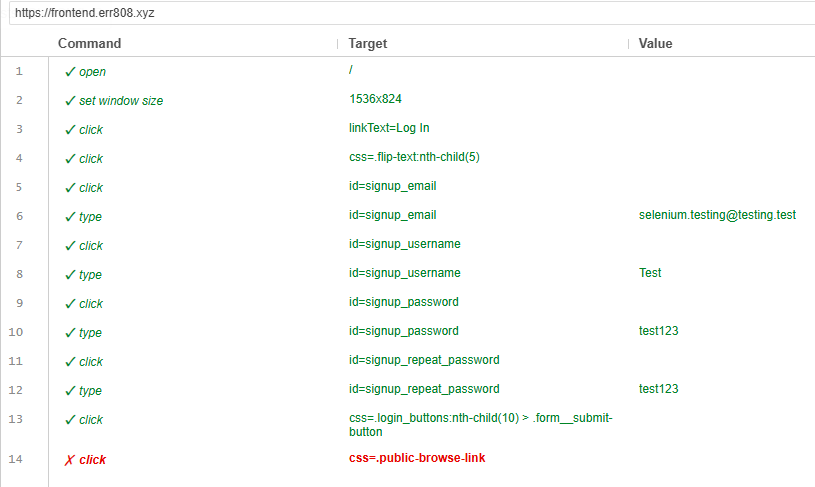 https://frontend.err808.xyz
Command Target Value
1 ✓ open /
2 ✓ set window size 1536x824
3 ✓ click linkText=Log In
4 ✓ click css=.flip-text:nth-child(5)
5 ✓ click id=signup_email
6 ✓ type id=signup_email selenium.testing@testing.test
7 ✓ click id=signup_username
8 ✓ type id=signup_username Test
9 ✓ click id=signup_password
10 ✓ type id=signup_password test123
11 ✓ click id=signup_repeat_password
12 ✓ type id=signup_repeat_password test123
13 ✓ click css=.login_buttons:nth-child(10) > .form__submit-
button
14 ✗ click css=.public-browse-link